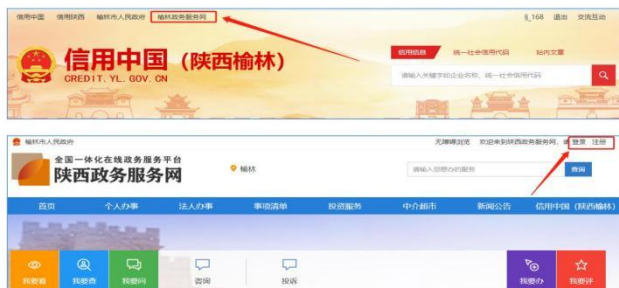 信用中国 信用陕西 榆林市人民政府 榆林政务服务网 退出 交流互动
信用信息 统一社会信用代码 站内文章
信用中国（陕西榆林）
CREDIT.YL.GOV.CN
请输入关键字如企业名称、统一社会信用代码
榆林市人民政府 无障碍浏览 欢迎来到陕西政务服务网，请 登录 注册
全国一体化在线政务服务平台
陕西政务服务网 榆林 请输入您想办的服务 查询
首页 个人办事 法人办事 事项清单 投资服务 中介超市 新闻公告 信用中国（陕西榆林）
我要看 我要查 我要问 咨询 投诉 我要办 我要评